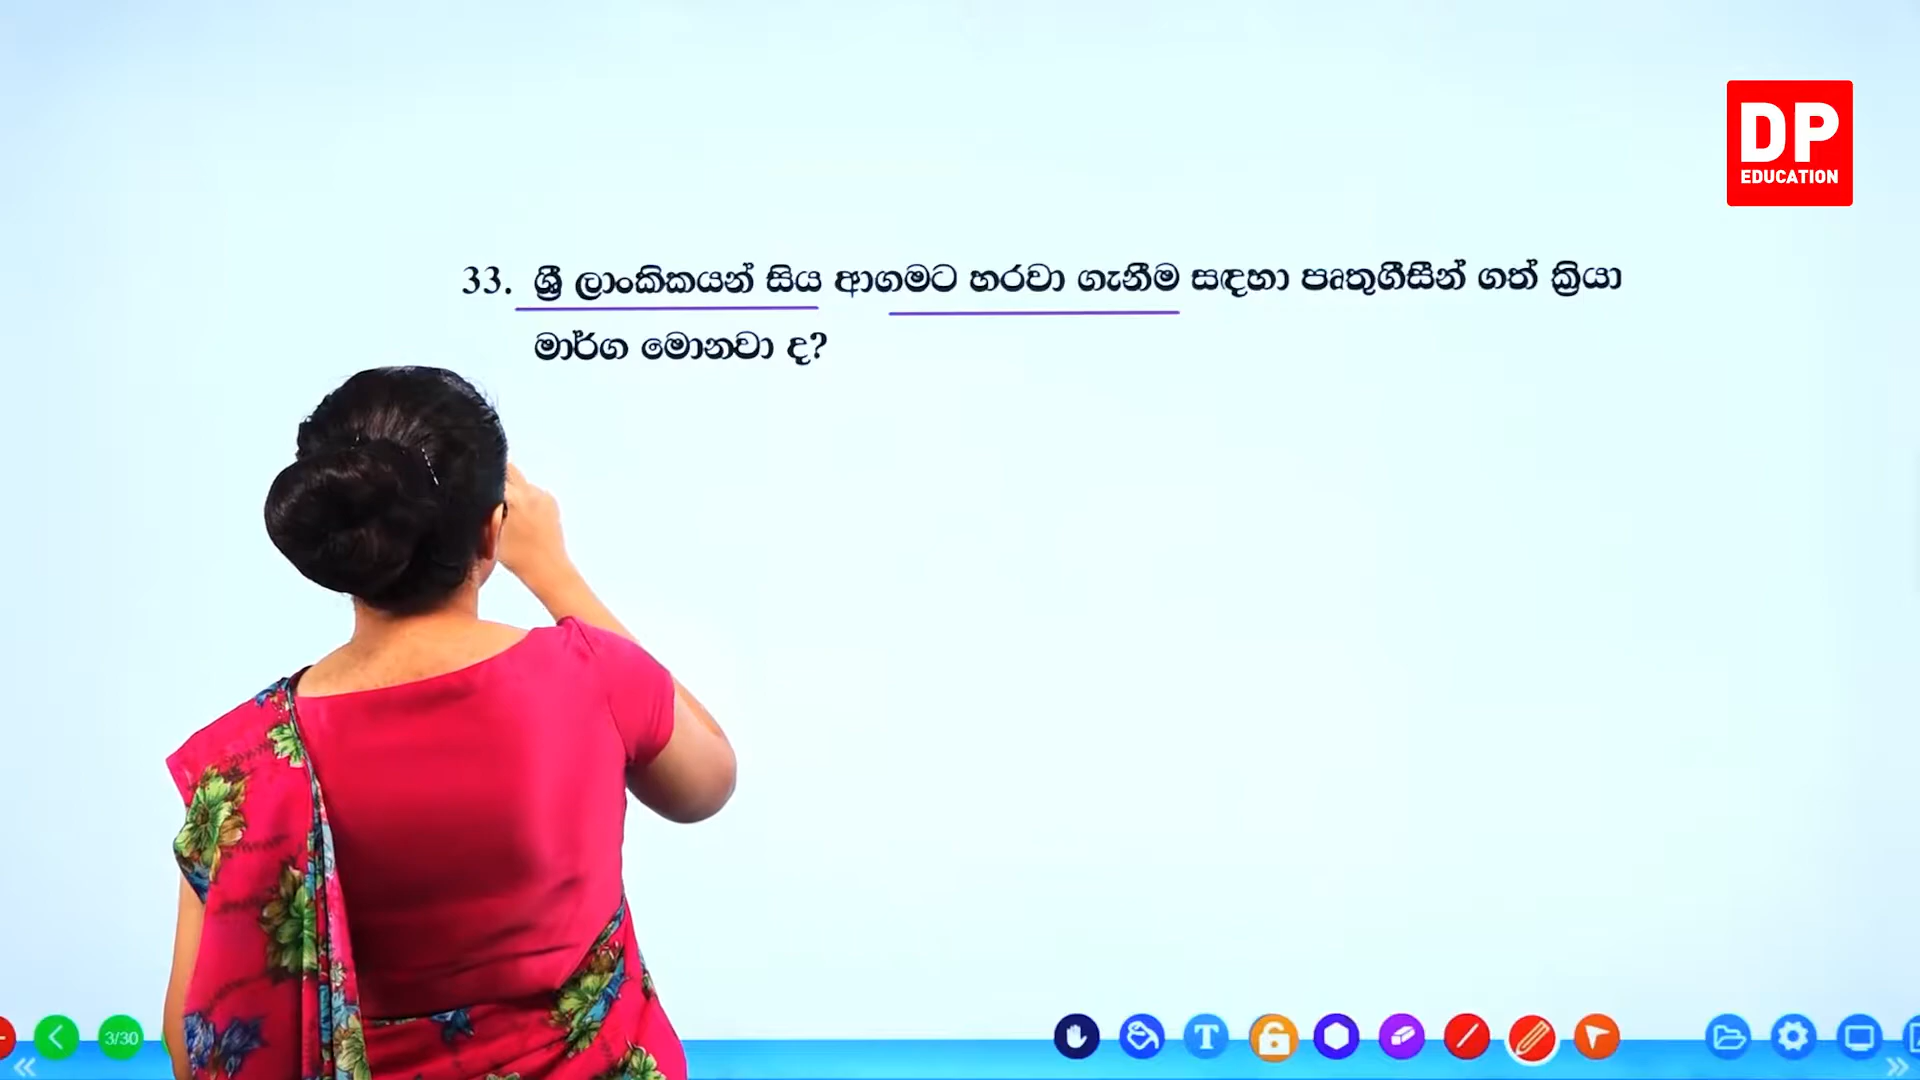 DP
EDUCATION
33. ශ්‍රී ලාංකිකයන් සිය ආගමට හරවා ගැනීම සඳහා පෘතුගීසීන් ගත් ක්‍රියා
මාර්ග මොනවා ද?
3/30
T